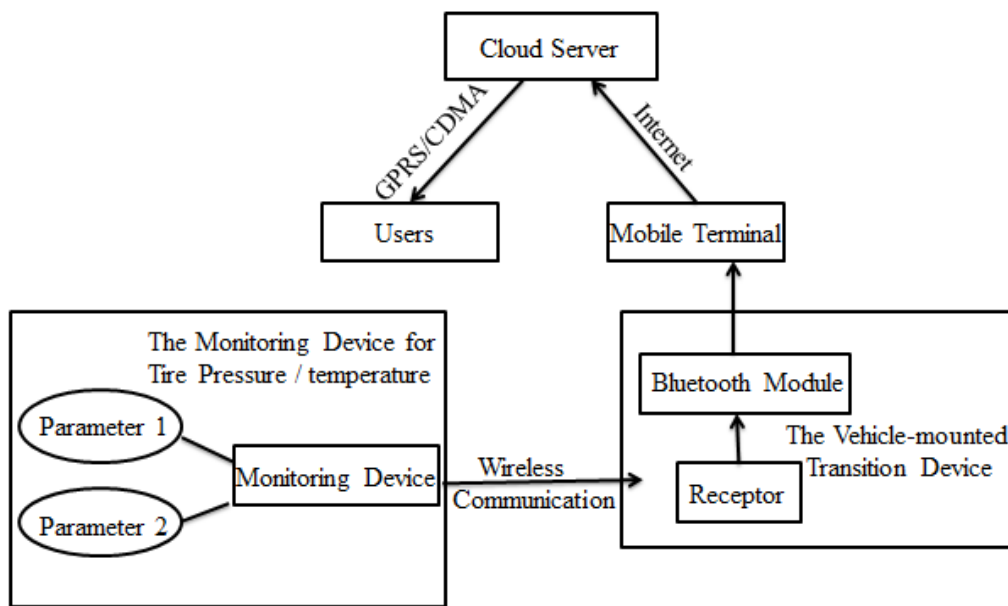 Cloud Server
GPRS/CDMA
Internet
Users
Mobile Terminal
The Monitoring Device for
Tire Pressure / temperature
Parameter 1
Monitoring Device
Parameter 2
Wireless
Communication
Bluetooth Module
The Vehicle-mounted
Transition Device
Receptor